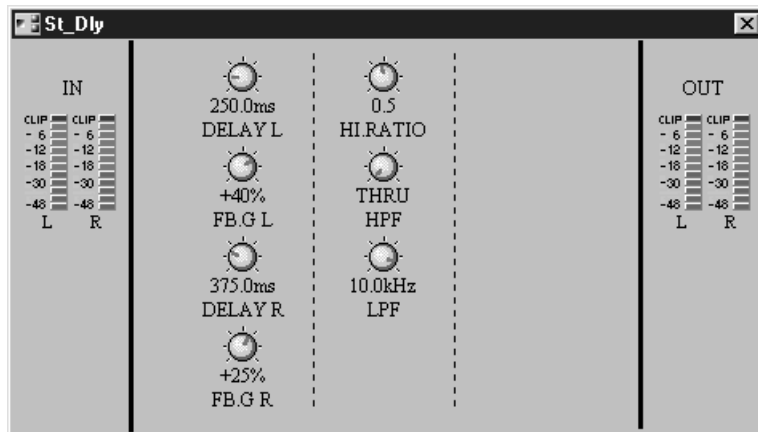 St_Dly
IN
CLIP CLIP
- 6 - 6
-12 -12
-18 -18
-30 -30
-48 -48
L R
250.0ms
DELAY L
+40%
FB.G L
375.0ms
DELAY R
+25%
FB.G R
0.5
HI.RATIO
THRU
HPF
10.0kHz
LPF
OUT
CLIP CLIP
- 6 - 6
-12 -12
-18 -18
-30 -30
-48 -48
L R